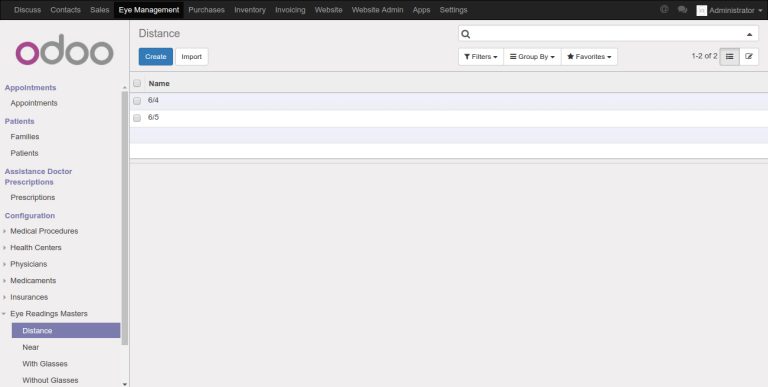 Discuss Contacts Sales Eye Management Purchases Inventory Invoicing Website Website Admin Apps Settings Administrator
odoo
Distance
Create Import
Filters Group By Favorites 1-2 of 2
Name
6/4
6/5
Appointments
Appointments
Patients
Families
Patients
Assistance Doctor
Prescriptions
Prescriptions
Configuration
Medical Procedures
Health Centers
Physicians
Medicaments
Insurances
Eye Readings Masters
Distance
Near
With Glasses
Without Glasses